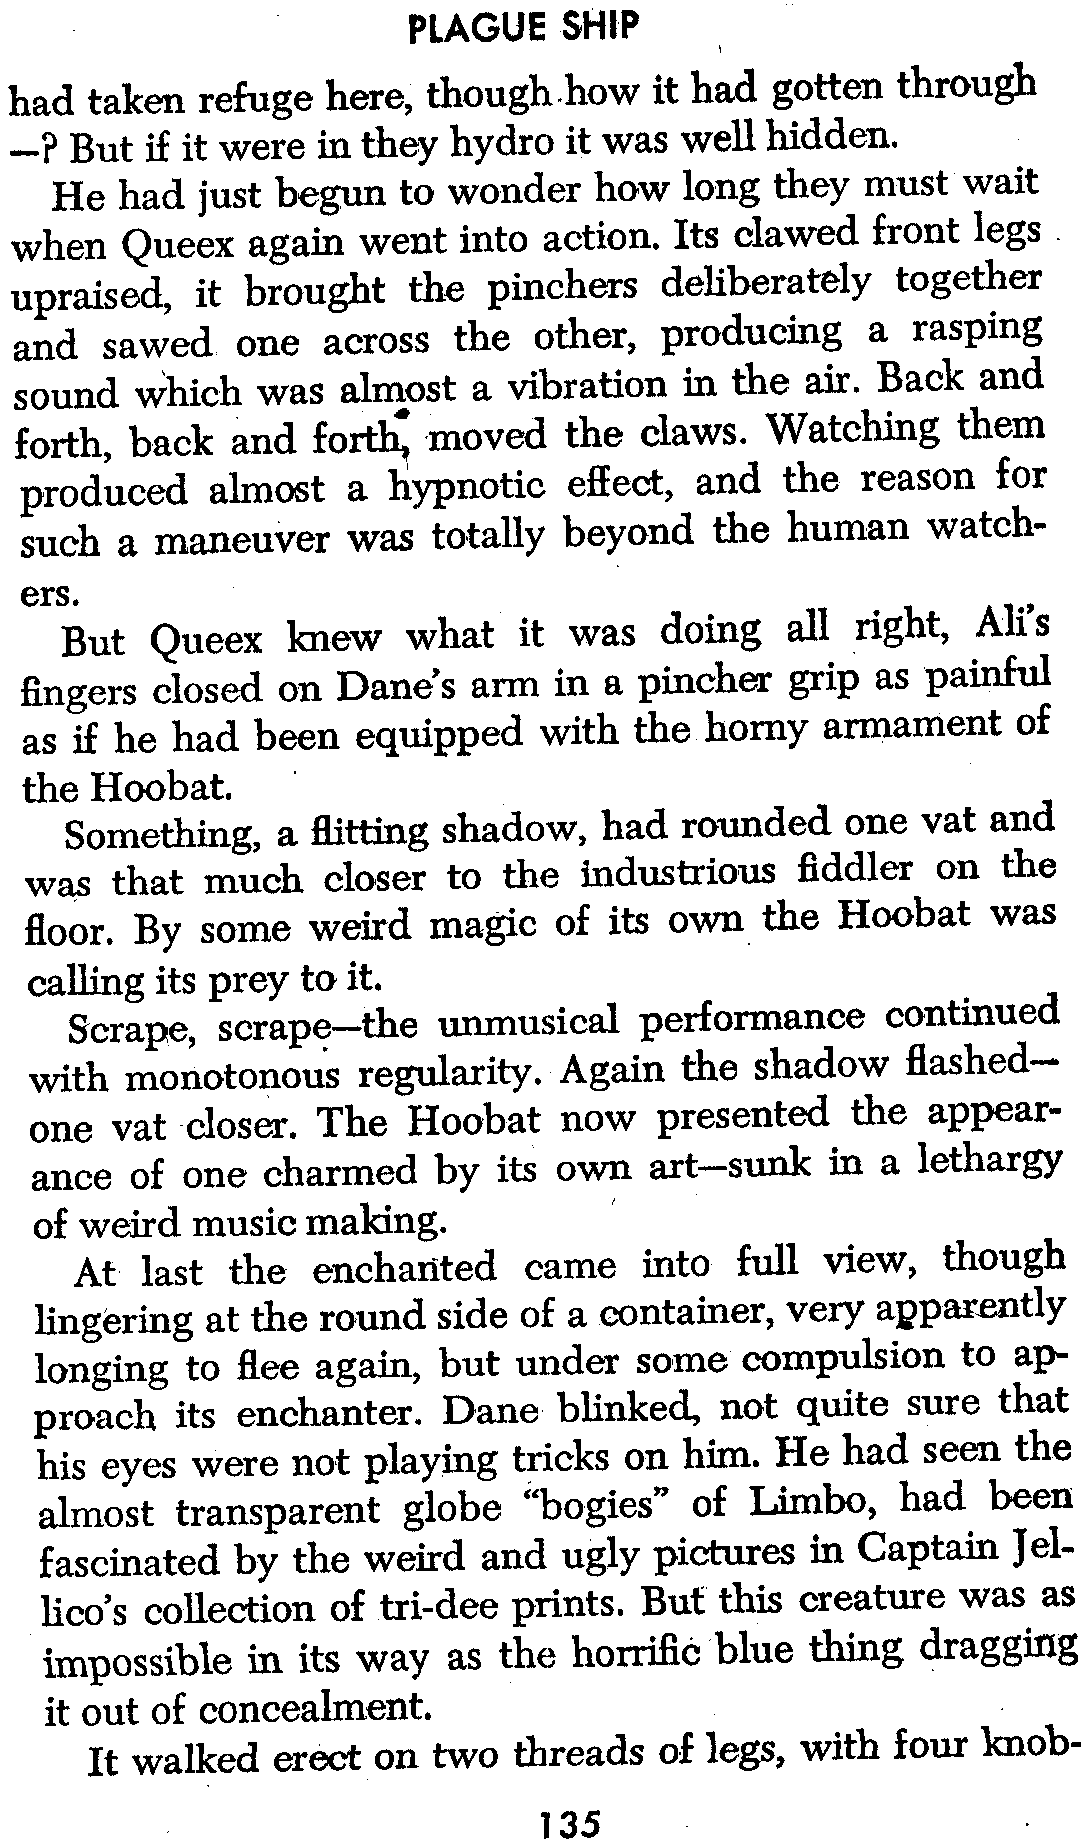 PLAGUE SHIP
had taken refuge here, though how it had gotten through
—? But if it were in they hydro it was well hidden.
He had just begun to wonder how long they must wait
when Queex again went into action. Its clawed front legs
upraised, it brought the pinchers deliberately together
and sawed one across the other, producing a rasping
sound which was almost a vibration in the air. Back and
forth, back and forth, moved the claws. Watching them
produced almost a hypnotic effect, and the reason for
such a maneuver was totally beyond the human watch-
ers.
But Queex knew what it was doing all right, Ali's
fingers closed on Dane's arm in a pincher grip as painful
as if he had been equipped with the horny armament of
the Hoobat.
Something, a flitting shadow, had rounded one vat and
was that much closer to the industrious fiddler on the
floor. By some weird magic of its own the Hoobat was
calling its prey to it.
Scrape, scrape—the unmusical performance continued
with monotonous regularity. Again the shadow flashed—
one vat closer. The Hoobat now presented the appear-
ance of one charmed by its own art—sunk in a lethargy
of weird music making.
At last the enchanted came into full view, though
lingering at the round side of a container, very apparently
longing to flee again, but under some compulsion to ap-
proach its enchanter. Dane blinked, not quite sure that
his eyes were not playing tricks on him. He had seen the
almost transparent globe "bogies" of Limbo, had been
fascinated by the weird and ugly pictures in Captain Jel-
lico's collection of tri-dee prints. But this creature was as
impossible in its way as the horrific blue thing dragging
it out of concealment.
It walked erect on two threads of legs, with four knob-
135